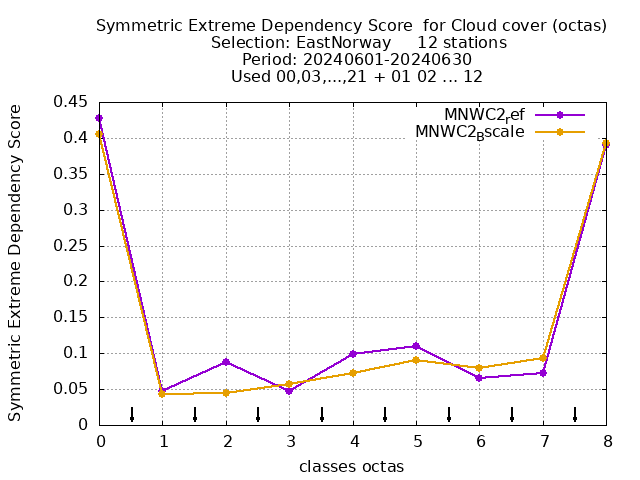 Symmetric Extreme Dependency Score  for Cloud cover (octas)
Selection: EastNorway     12 stations
Period: 20240601-20240630
Used 00,03,...,21 + 01 02 ... 12
MNWC2ref
MNWC2Bscale
Symmetric Extreme Dependency Score
0.45
0.4
0.35
0.3
0.25
0.2
0.15
0.1
0.05
0
0 1 2 3 4 5 6 7 8
classes octas